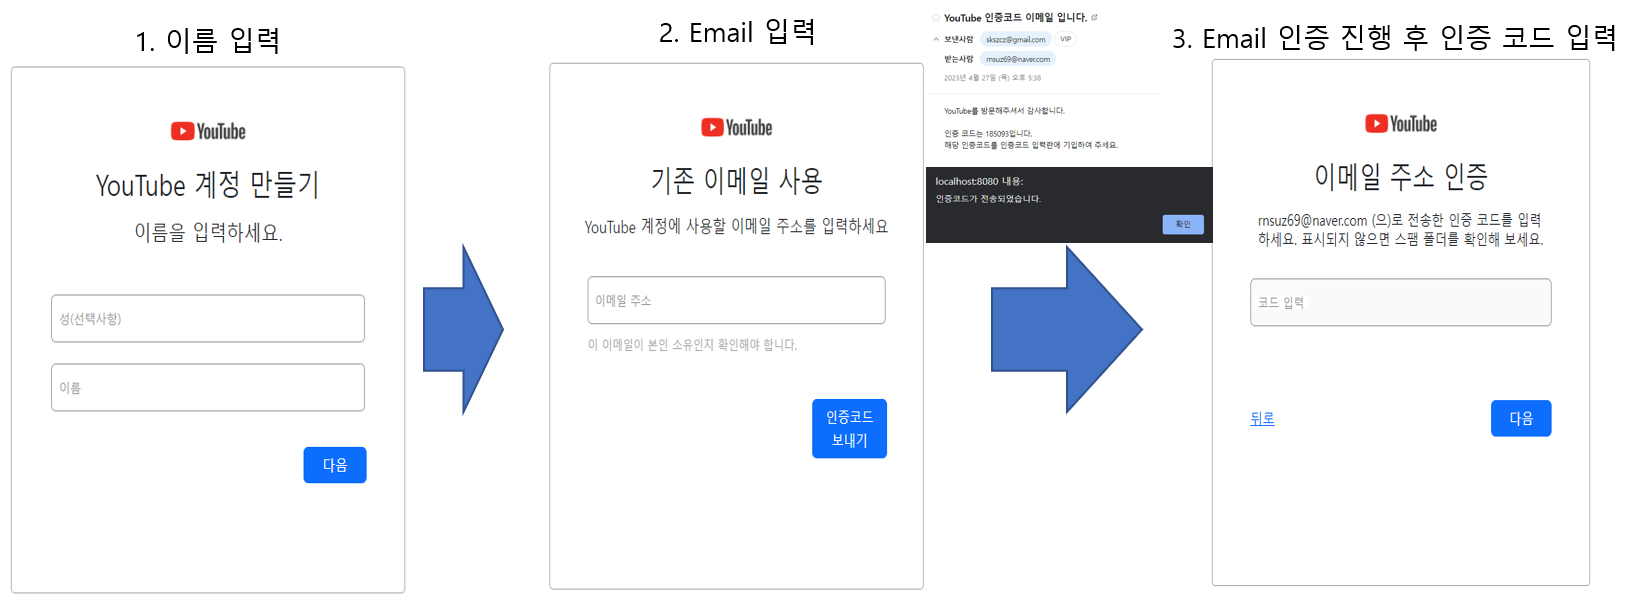 1. 이름 입력
YouTube
YouTube 계정 만들기
이름을 입력하세요.
성(선택사항)
이름
다음
2. Email 입력
YouTube
기존 이메일 사용
YouTube 계정에 사용할 이메일 주소를 입력하세요
이메일 주소
이 이메일이 본인 소유인지 확인해야 합니다.
인증코드
보내기
YouTube 인증코드 이메일 입니다.
보낸사람 skszcz@gmail.com VIP
받는사람 rnsuz69@naver.com
2023년 4월 27일 (목) 오후 5:38
YouTube를 방문해주셔서 감사합니다.
인증 코드는 185093입니다.
해당 인증코드를 인증코드 입력란에 기입하여 주세요.
localhost:8080 내용:
인증코드가 전송되었습니다.
확인
3. Email 인증 진행 후 인증 코드 입력
YouTube
이메일 주소 인증
rnsuz69@naver.com (으)로 전송한 인증 코드를 입력
하세요. 표시되지 않으면 스팸 폴더를 확인해 보세요.
코드 입력
뒤로
다음